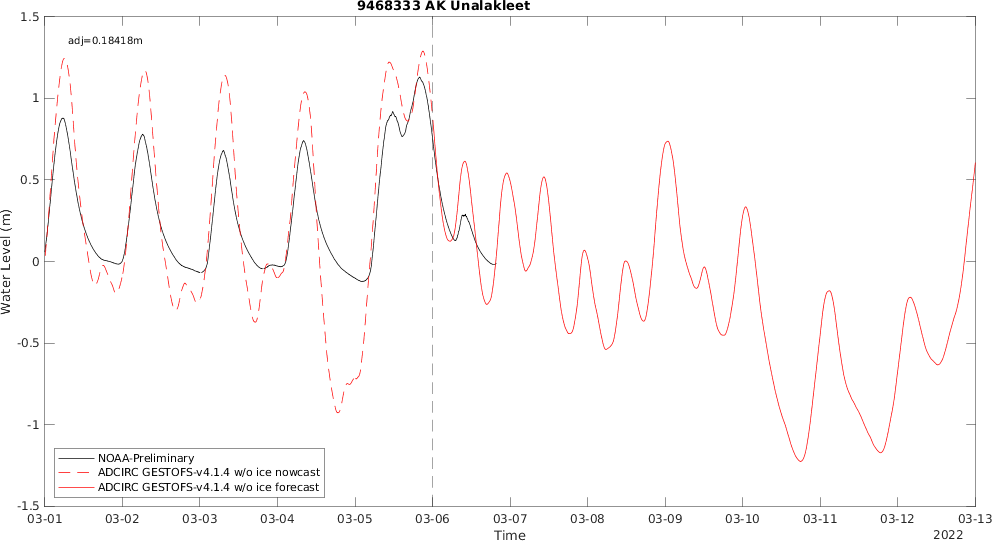 9468333 AK Unalakleet
adj=0.18418m
Water Level (m)
1.5
1
0.5
0
-0.5
-1
-1.5
NOAA-Preliminary
ADCIRC GESTOFS-v4.1.4 w/o ice nowcast
ADCIRC GESTOFS-v4.1.4 w/o ice forecast
03-01 03-02 03-03 03-04 03-05 03-06 03-07 03-08 03-09 03-10 03-11 03-12 03-13
Time
2022